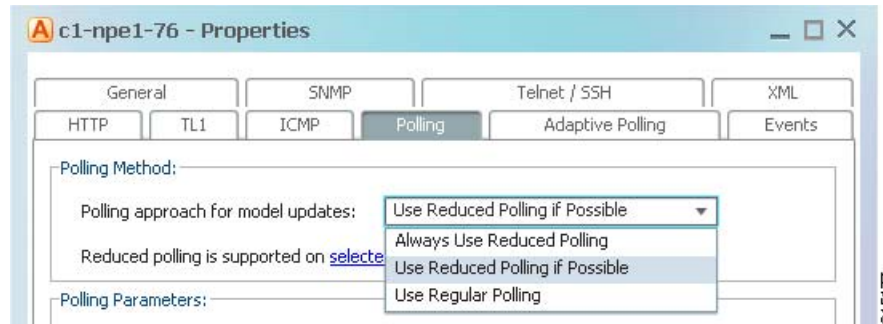 c1-npe1-76 - Properties
General SNMP Telnet / SSH XML
HTTP TL1 ICMP Polling Adaptive Polling Events
Polling Method:
Polling approach for model updates: Use Reduced Polling if Possible
Always Use Reduced Polling
Reduced polling is supported on selecte
Use Reduced Polling if Possible
Use Regular Polling
Polling Parameters: